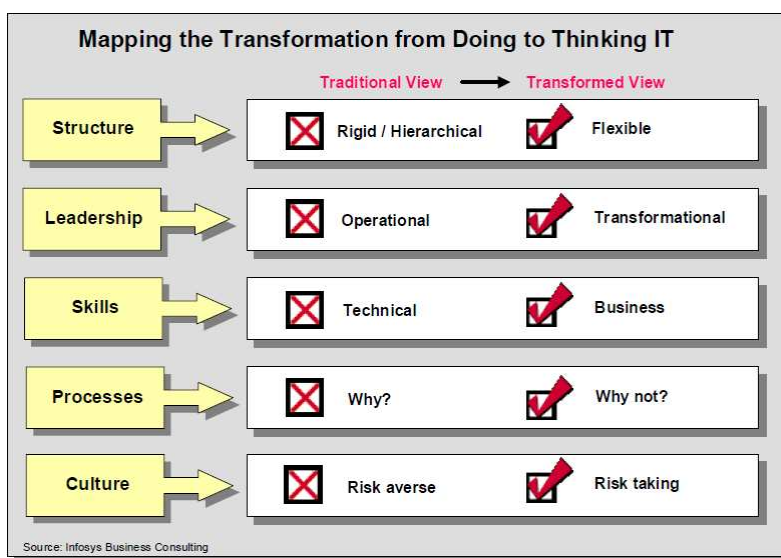 Mapping the Transformation from Doing to Thinking IT
Traditional View Transformed View
Structure Rigid / Hierarchical Flexible
Leadership Operational Transformational
Skills Technical Business
Processes Why? Why not?
Culture Risk averse Risk taking
Source: Infosys Business Consulting